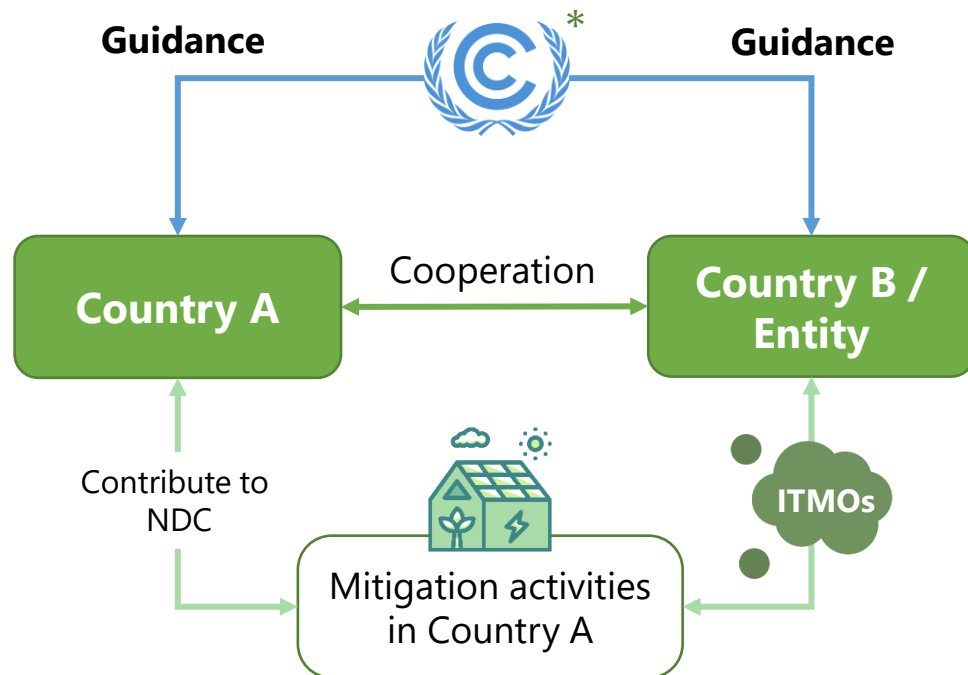 Guidance
*
Guidance
Country A
Cooperation
Country B /
Entity
Contribute to
NDC
ITMOs
Mitigation activities
in Country A